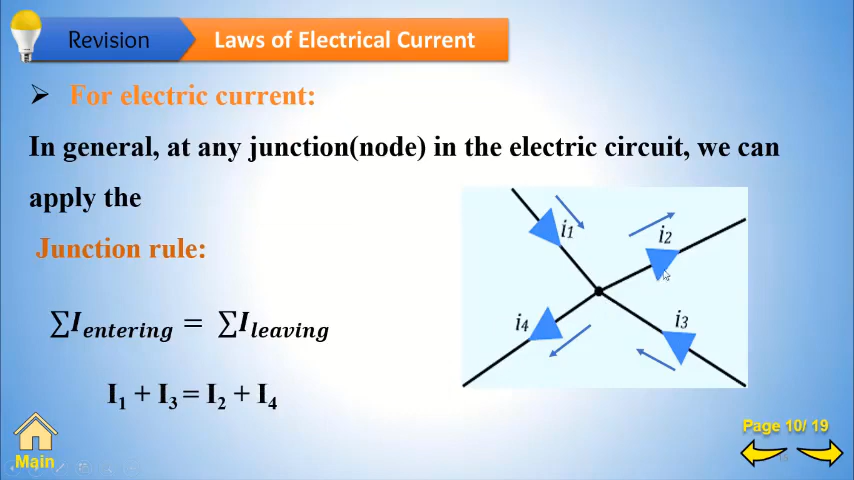 Revision
Laws of Electrical Current
➤ For electric current:
In general, at any junction(node) in the electric circuit, we can
apply the
Junction rule:
∑I_entering = ∑I_leaving
I₁ + I₃ = I₂ + I₄
i1
i2
i4
i3
Page 10/ 19
Main